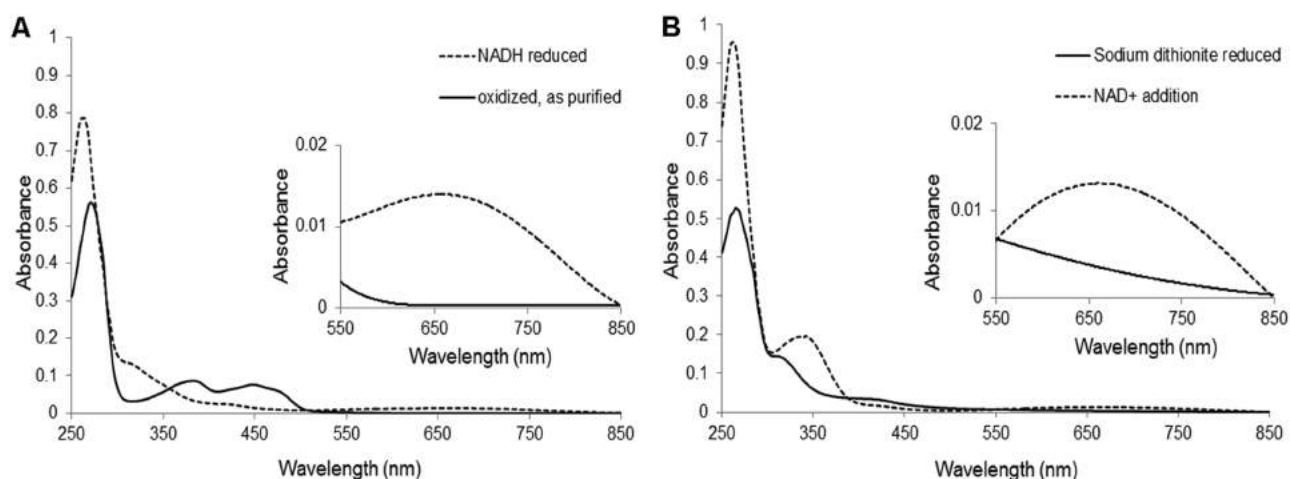 A
1
0.9
0.8
0.7
0.6
0.5
0.4
0.3
0.2
0.1
0
Absorbance
250 350 450 550 650 750 850
Wavelength (nm)
NADH reduced
oxidized, as purified
0.02
0.01
0
Absorbance
550 650 750 850
Wavelength (nm)
B
1
0.9
0.8
0.7
0.6
0.5
0.4
0.3
0.2
0.1
0
Absorbance
250 350 450 550 650 750 850
Wavelength (nm)
Sodium dithionite reduced
NAD+ addition
0.02
0.01
0
Absorbance
550 650 750 850
Wavelength (nm)